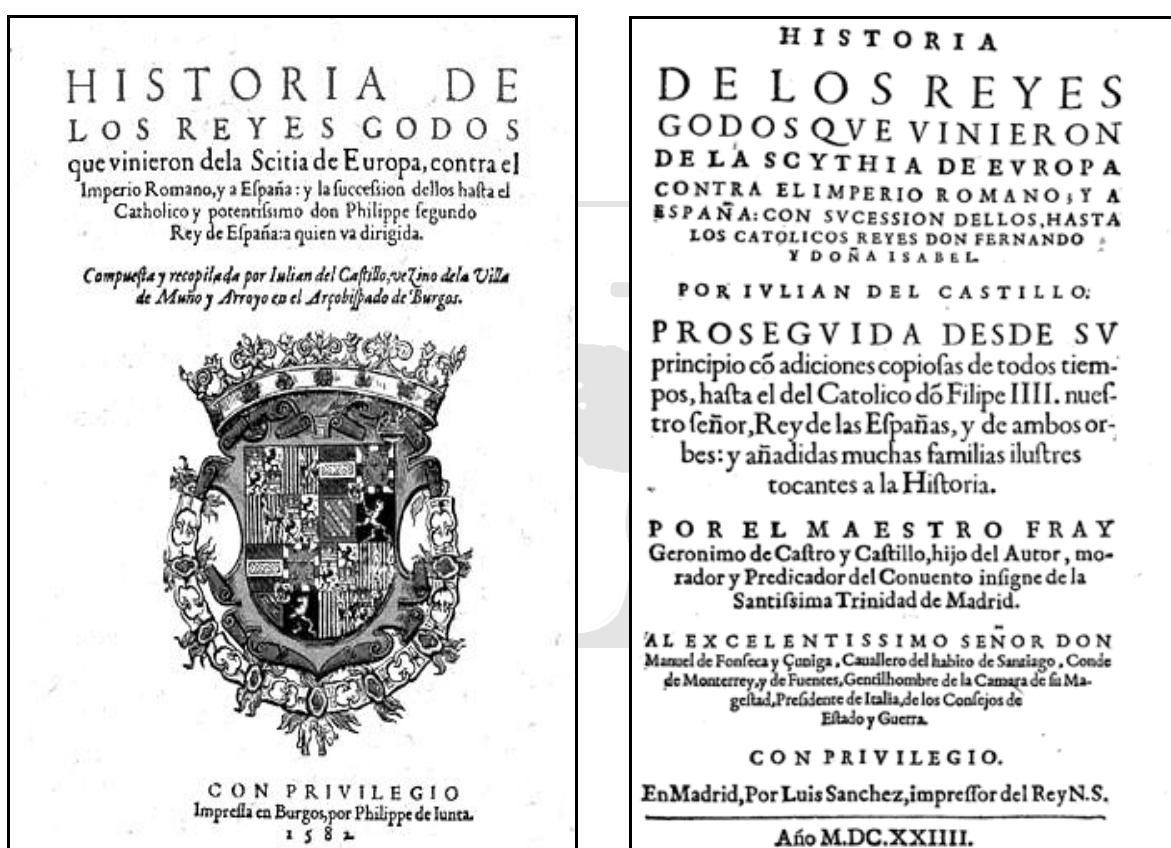 HISTORIA DE
LOS REYES GODOS
que vinieron dela Scitia de Europa, contra el
Imperio Romano, y a Eſpaña : y la ſucceſsion dellos haſta el
Catholico y potentiſsimo don Philippe ſegundo
Rey de Eſpaña: a quien va dirigida.
Compueſta y recopilada por Iulian del Caſtillo, vezino dela Villa
de Muño y Arroyo en el Arçobiſpado de Burgos.
CON PRIVILEGIO
Impreſſa en Burgos, por Philippe de Iunta.
1582
HISTORIA
DE LOS REYES
GODOS QVE VINIERON
DE LA SCYTHIA DE EVROPA
CONTRA EL IMPERIO ROMANO; Y A
ESPAÑA: CON SVCESSION DELLOS, HASTA
LOS CATOLICOS REYES DON FERNANDO
Y DOÑA ISABEL.
POR IVLIAN DEL CASTILLO;
PROSEGVIDA DESDE SV
principio cõ adiciones copioſas de todos tiem-
pos, haſta el del Catolico dõ Filipe IIII. nueſ-
tro ſeñor, Rey de las Eſpañas, y de ambos or-
bes: y añadidas muchas familias iluſtres
tocantes a la Hiſtoria.
POR EL MAESTRO FRAY
Geronimo de Caſtro y Caſtillo, hijo del Autor, mo-
rador y Predicador del Conuento inſigne de la
Santiſsima Trinidad de Madrid.
AL EXCELENTISSIMO SEÑOR DON
Manuel de Fonſeca y Çuñiga, Cauallero del habito de Santiago, Conde
de Monterrey, y de Fuentes, Gentilhombre de la Camara de ſu Ma-
geſtad, Preſidente de Italia, de los Conſejos de
Eſtado y Guerra.
CON PRIVILEGIO.
En Madrid, Por Luis Sanchez, impreſſor del Rey N.S.
Año M.DC.XXIIII.